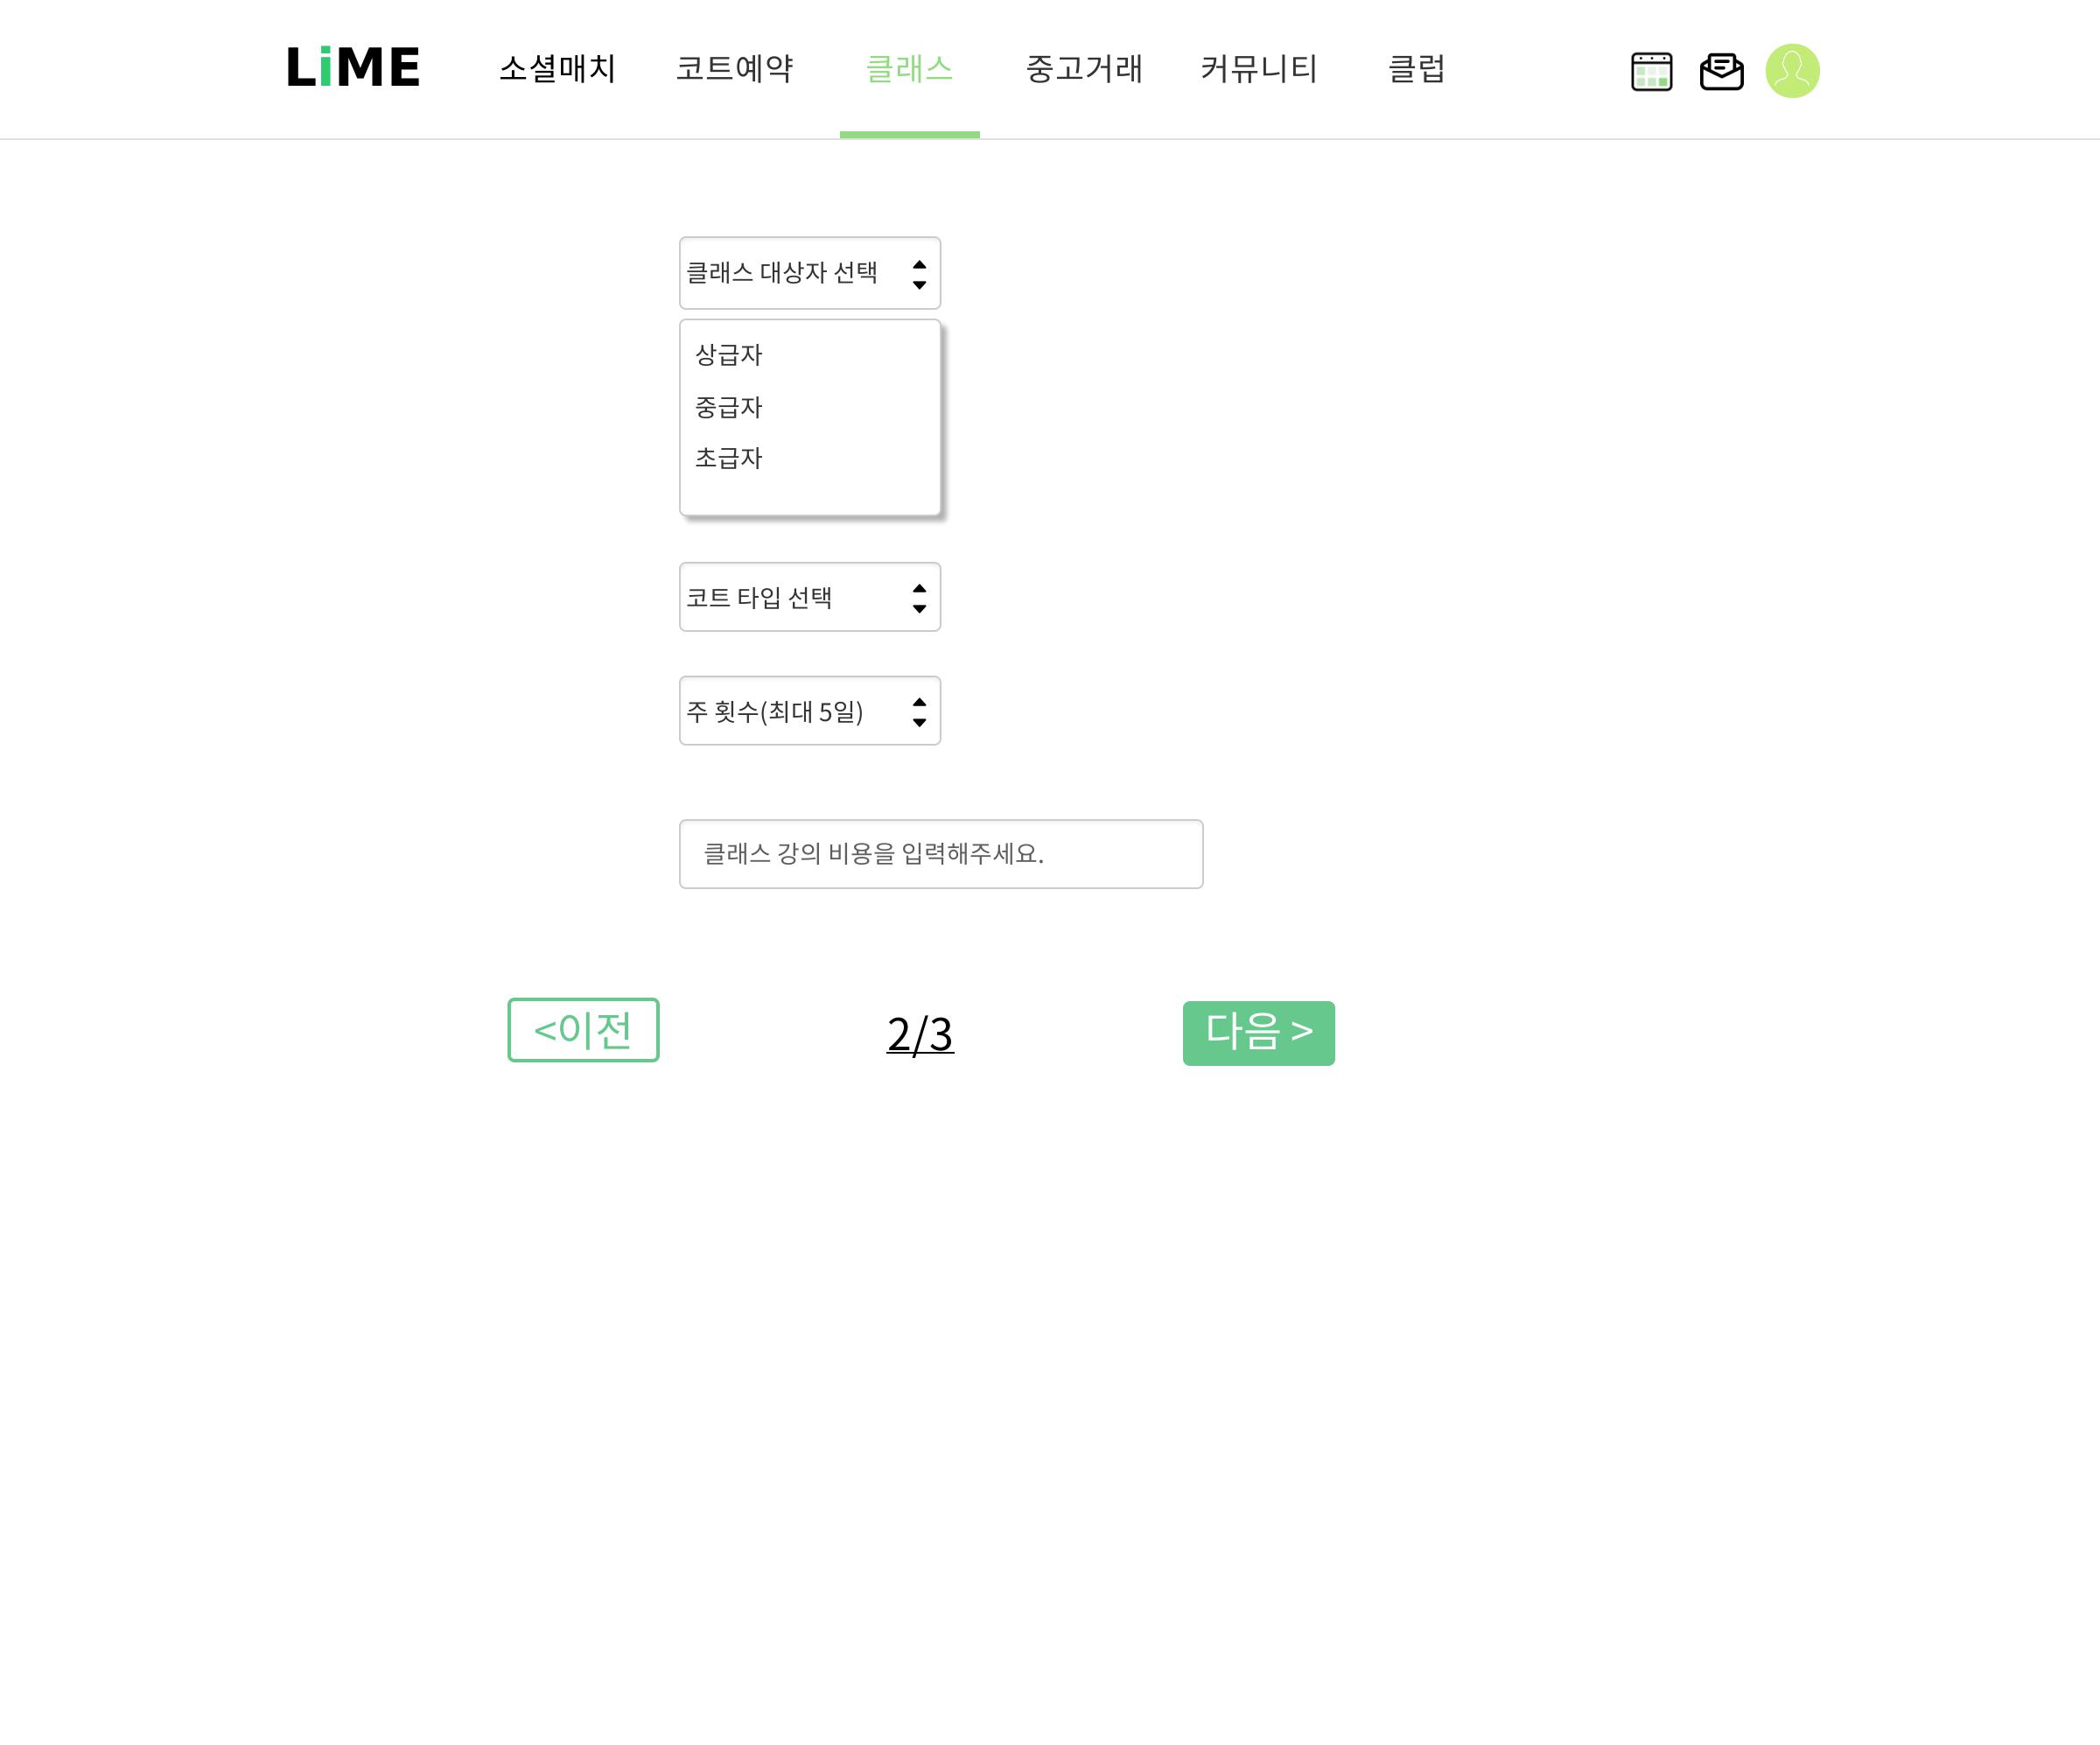 LiME 소셜매치 코트예약 클래스 중고거래 커뮤니티 클럽
클래스 대상자 선택
상급자
중급자
초급자
코트 타입 선택
주 횟수(최대 5일)
클래스 강의 비용을 입력해주세요.
<이전 2/3 다음 >